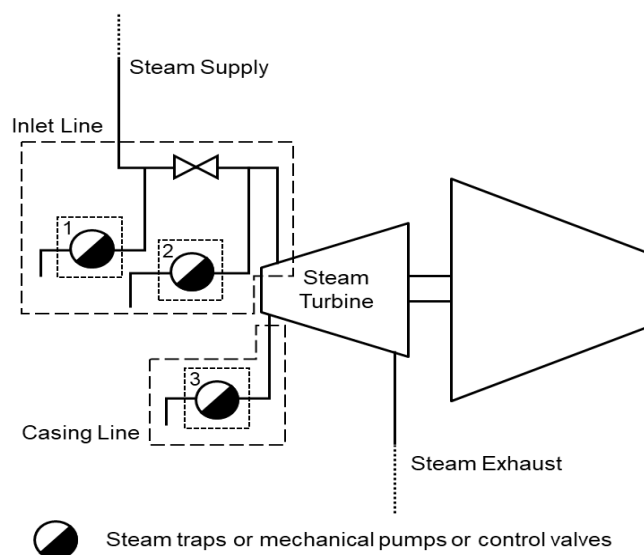 Steam Supply
Inlet Line
1
2
Steam
Turbine
3
Casing Line
Steam Exhaust
Steam traps or mechanical pumps or control valves